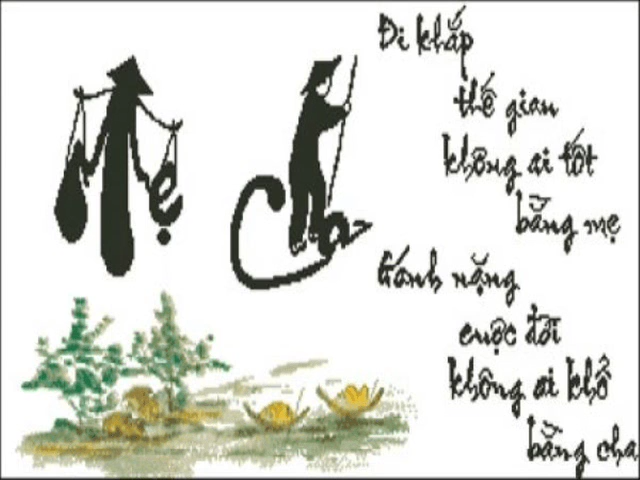 Mẹ
Cha
Đi khắp
thế gian
không ai tốt
bằng mẹ
Gánh nặng
cuộc đời
không ai khổ
bằng cha